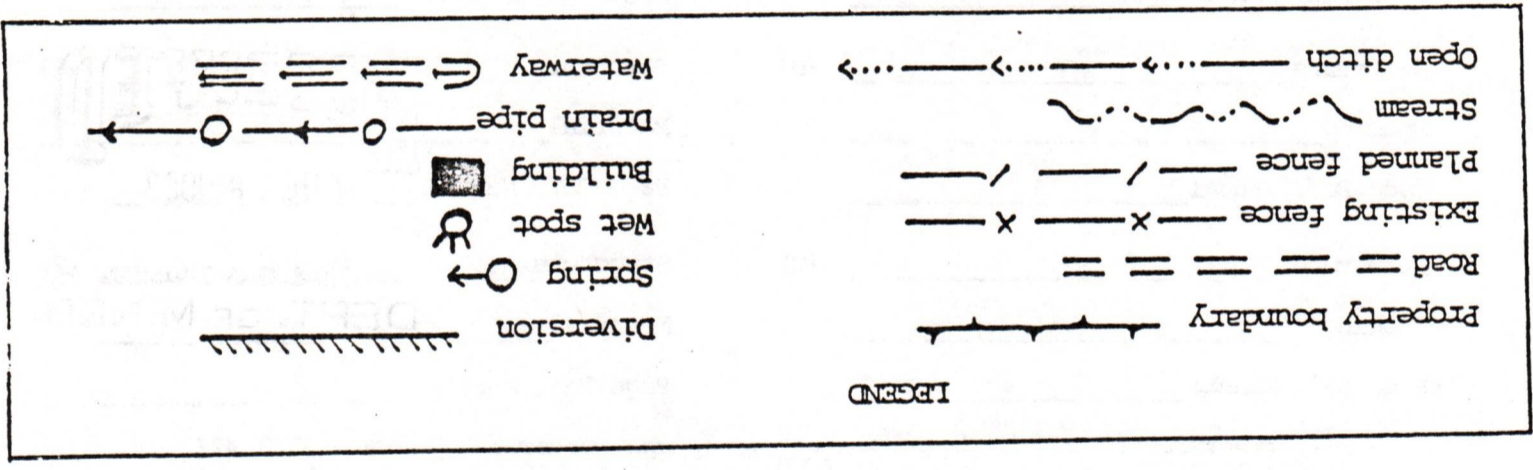 LEGEND
Property boundary
Road
Existing fence
Planned fence
Stream
Open ditch
Diversion
Spring
Wet spot
Building
Drain pipe
Waterway